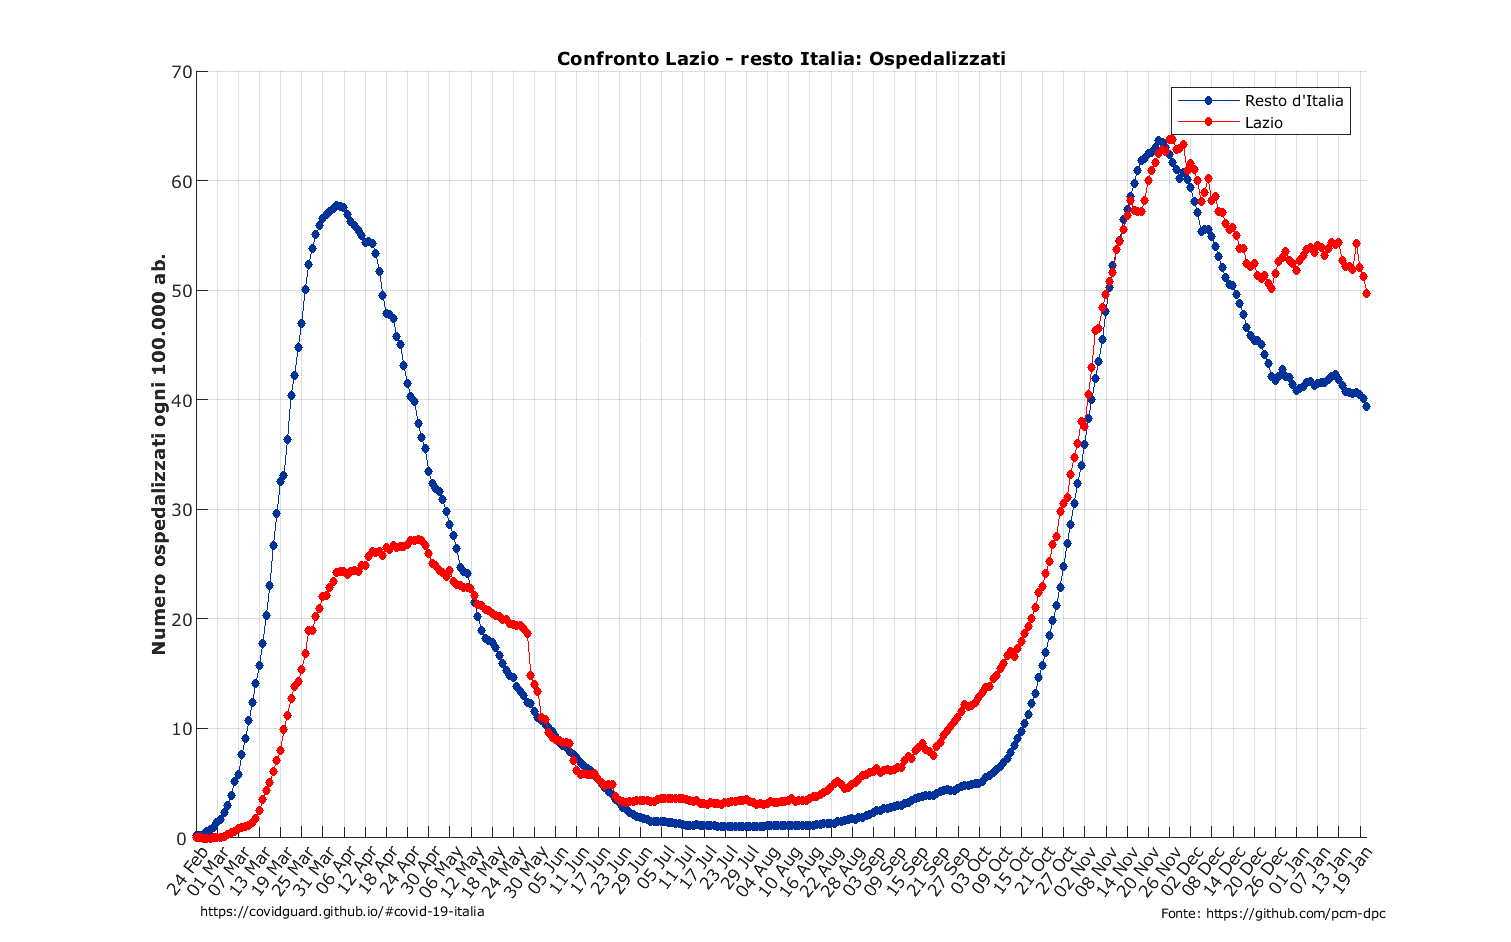 Confronto Lazio - resto Italia: Ospedalizzati
Numero ospedalizzati ogni 100.000 ab.
70
60
50
40
30
20
10
0
Resto d'Italia
Lazio
24 Feb
01 Mar
07 Mar
13 Mar
19 Mar
25 Mar
31 Mar
06 Apr
12 Apr
18 Apr
24 Apr
30 Apr
06 May
12 May
18 May
24 May
30 May
05 Jun
11 Jun
17 Jun
23 Jun
29 Jun
05 Jul
11 Jul
17 Jul
23 Jul
29 Jul
04 Aug
10 Aug
16 Aug
22 Aug
28 Aug
03 Sep
09 Sep
15 Sep
21 Sep
27 Sep
03 Oct
09 Oct
15 Oct
21 Oct
27 Oct
02 Nov
08 Nov
14 Nov
20 Nov
26 Nov
02 Dec
08 Dec
14 Dec
20 Dec
26 Dec
01 Jan
07 Jan
13 Jan
19 Jan
https://covidguard.github.io/#covid-19-italia
Fonte: https://github.com/pcm-dpc